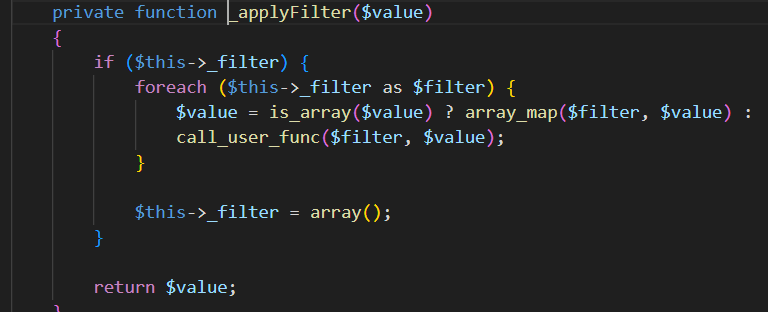 private function _applyFilter($value)
{
if ($this->_filter) {
foreach ($this->_filter as $filter) {
$value = is_array($value) ? array_map($filter, $value) :
call_user_func($filter, $value);
}
$this->_filter = array();
}
return $value;
}